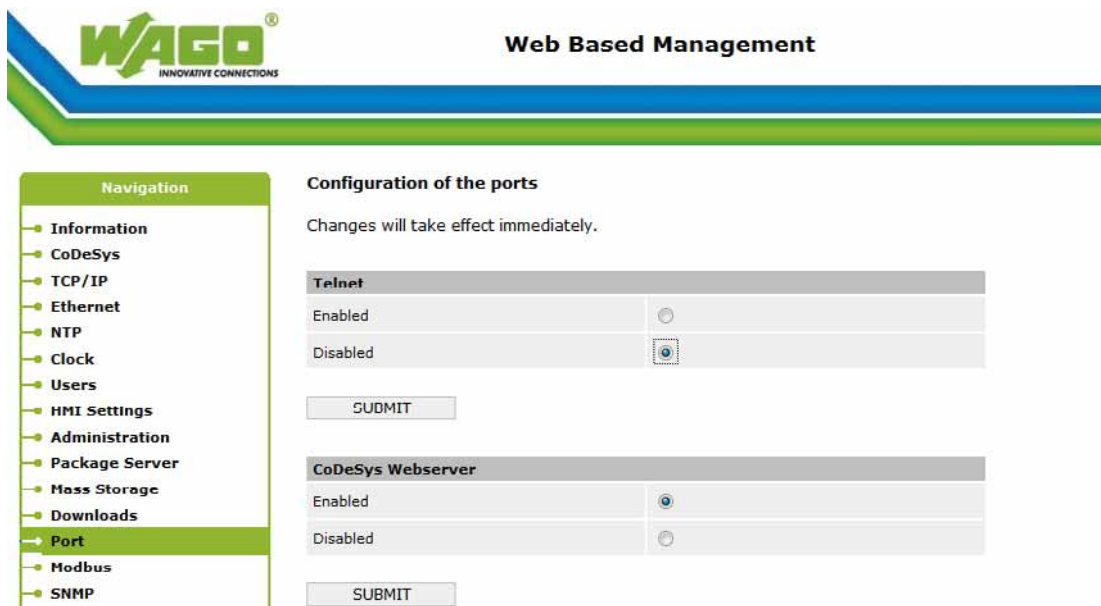 WAGO®
INNOVATIVE CONNECTIONS
Web Based Management
Navigation
Information
CoDeSys
TCP/IP
Ethernet
NTP
Clock
Users
HMI Settings
Administration
Package Server
Mass Storage
Downloads
Port
Modbus
SNMP
Configuration of the ports
Changes will take effect immediately.
Telnet
Enabled
Disabled
SUBMIT
CoDeSys Webserver
Enabled
Disabled
SUBMIT